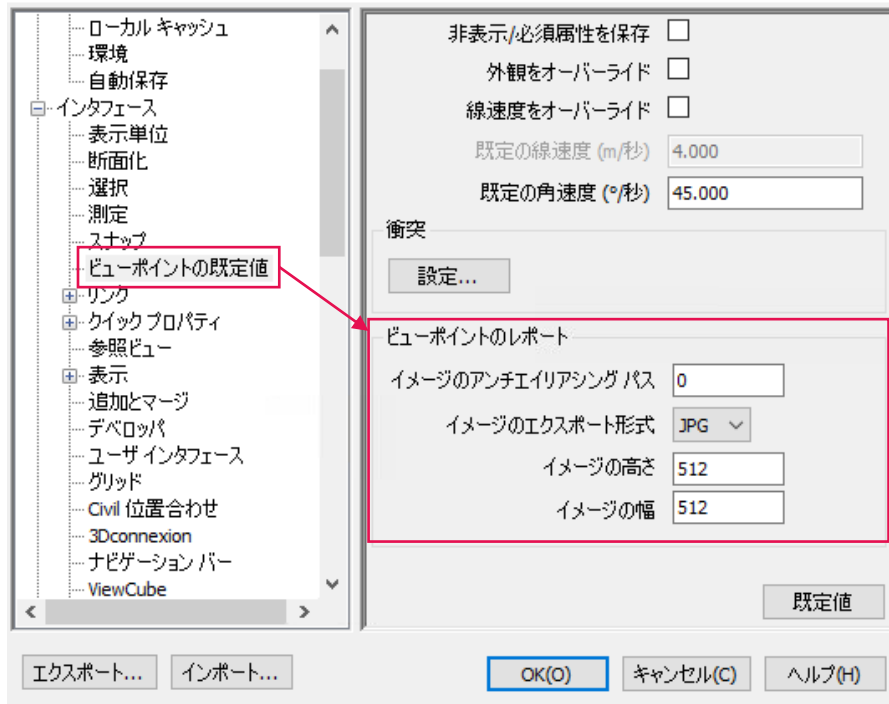 ローカル キャッシュ
環境
自動保存
インタフェース
表示単位
断面化
選択
測定
スナップ
ビューポイントの既定値
リンク
クイック プロパティ
参照ビュー
表示
追加とマージ
デベロッパ
ユーザ インタフェース
グリッド
Civil 位置合わせ
3Dconnexion
ナビゲーション バー
ViewCube
非表示/必須属性を保存
外観をオーバーライド
線速度をオーバーライド
既定の線速度 (m/秒) 4.000
既定の角速度 (°/秒) 45.000
衝突
設定...
ビューポイントのレポート
イメージのアンチエイリアシング パス 0
イメージのエクスポート形式 JPG
イメージの高さ 512
イメージの幅 512
既定値
エクスポート... インポート... OK(O) キャンセル(C) ヘルプ(H)